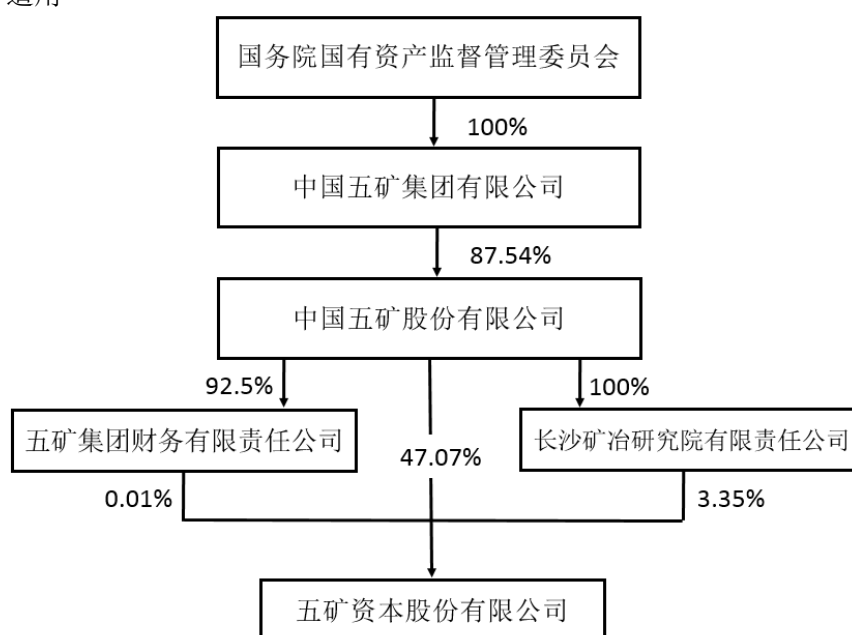 国务院国有资产监督管理委员会
100%
中国五矿集团有限公司
87.54%
中国五矿股份有限公司
92.5%
100%
五矿集团财务有限责任公司
47.07%
长沙矿冶研究院有限责任公司
0.01%
3.35%
五矿资本股份有限公司